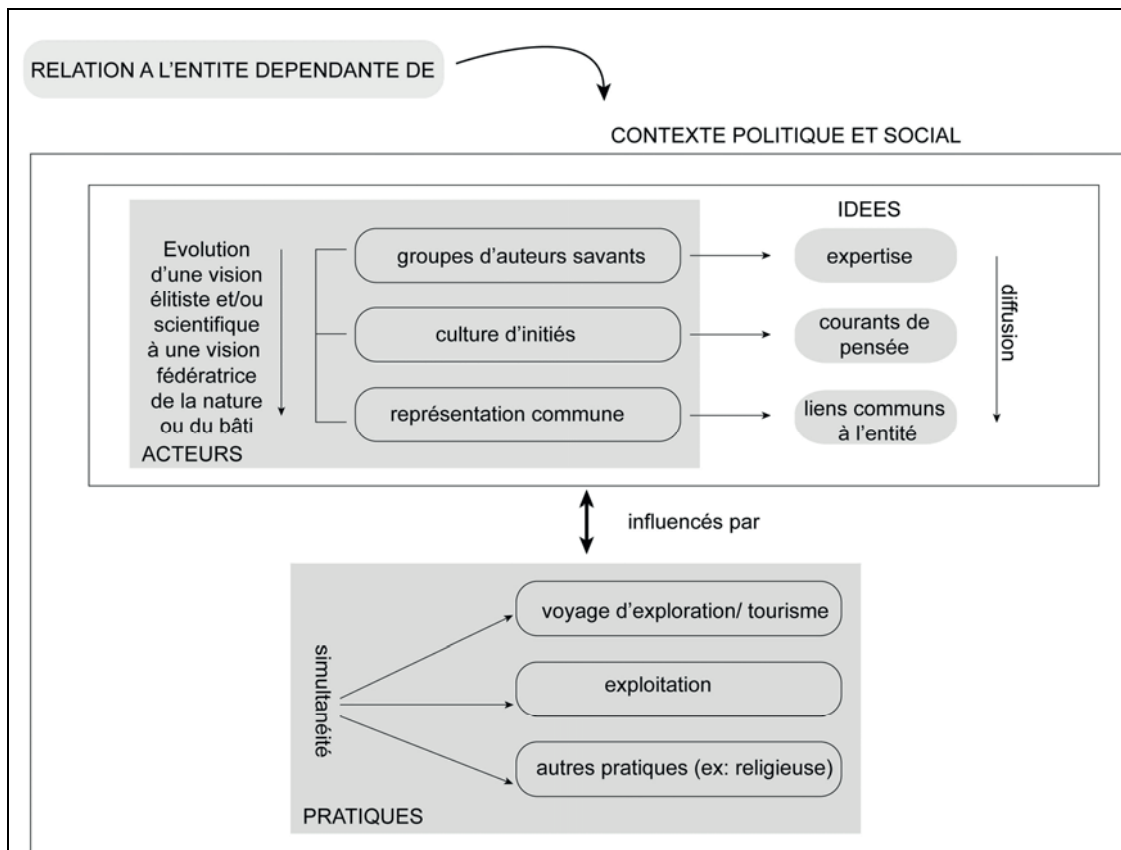 RELATION A L'ENTITE DEPENDANTE DE
CONTEXTE POLITIQUE ET SOCIAL
Evolution
d'une vision
élitiste et/ou
scientifique
à une vision
fédératrice
de la nature
ou du bâti
ACTEURS
groupes d'auteurs savants
culture d'initiés
représentation commune
IDEES
expertise
courants de
pensée
liens communs
à l'entité
diffusion
influencés par
simultanéité
voyage d'exploration/ tourisme
exploitation
autres pratiques (ex: religieuse)
PRATIQUES